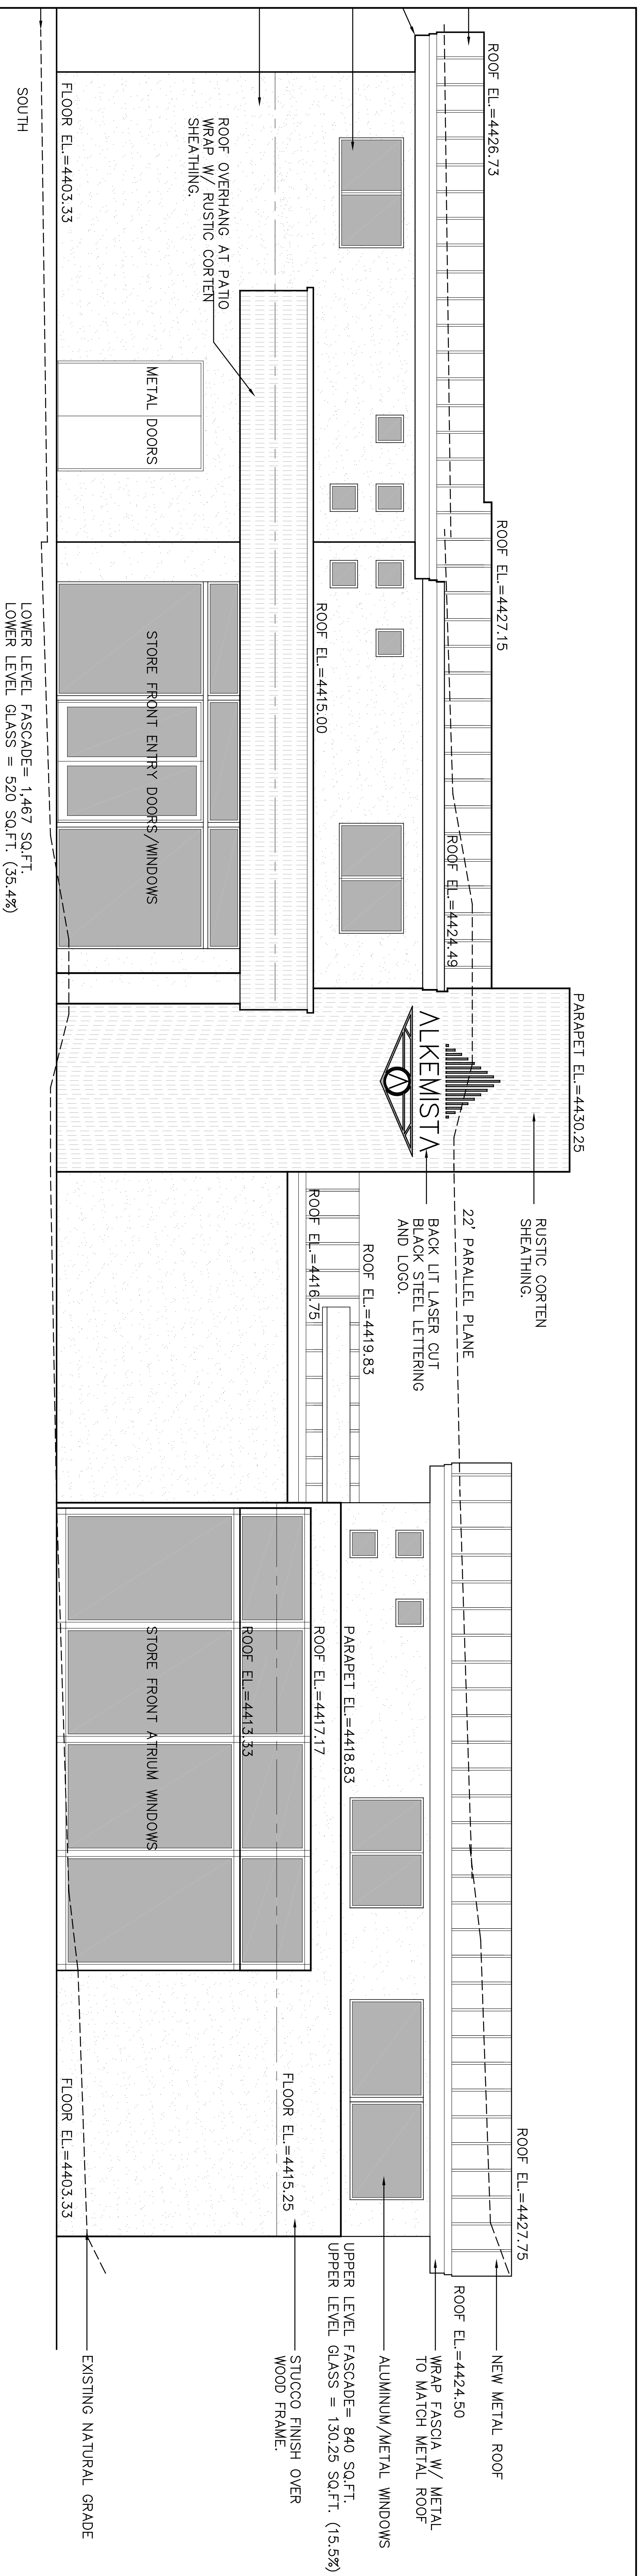 ROOF EL.=4426.73
ROOF EL.=4427.15
ROOF EL.=4424.49
PARAPET EL.=4430.25
RUSTIC CORTEN
SHEATHING.
22' PARALLEL PLANE
BACK LIT LASER CUT
BLACK STEEL LETTERING
AND LOGO.
ALKEMISTA
ROOF EL.=4415.00
ROOF OVERHANG AT PATIO
WRAP W/ RUSTIC CORTEN
SHEATHING.
FLOOR EL.=4403.33
METAL DOORS
STORE FRONT ENTRY DOORS/WINDOWS
SOUTH
LOWER LEVEL FASCADE= 1,467 SQ.FT.
LOWER LEVEL GLASS = 520 SQ.FT. (35.4%)
ROOF EL.=4419.83
ROOF EL.=4416.75
PARAPET EL.=4418.83
ROOF EL.=4417.17
ROOF EL.=4413.33
STORE FRONT ATRIUM WINDOWS
FLOOR EL.=4415.25
FLOOR EL.=4403.33
ROOF EL.=4427.75
NEW METAL ROOF
ROOF EL.=4424.50
WRAP FASCIA W/ METAL
TO MATCH METAL ROOF
ALUMINUM/METAL WINDOWS
UPPER LEVEL FASCADE= 840 SQ.FT.
UPPER LEVEL GLASS = 130.25 SQ.FT. (15.5%)
STUCCO FINISH OVER
WOOD FRAME.
EXISTING NATURAL GRADE